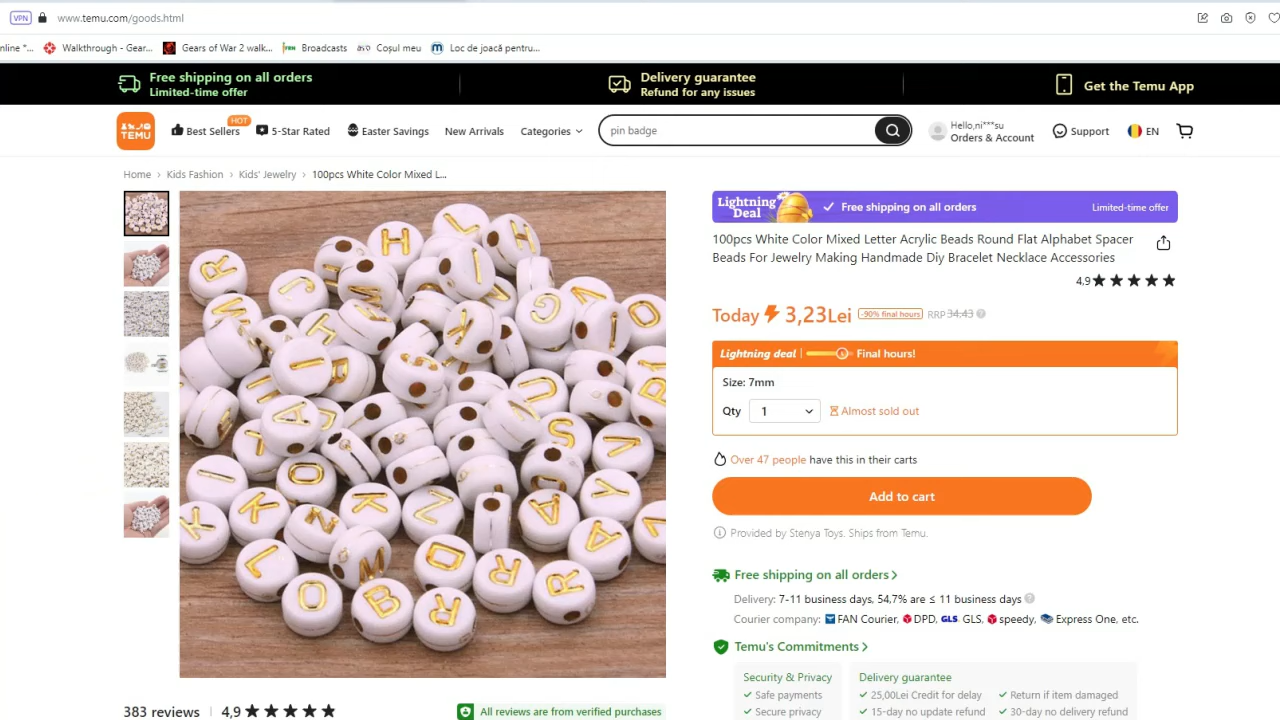 VPN www.temu.com/goods.html
nline "... Walkthrough - Gear... Gears of War 2 walk... Broadcasts Coșul meu Loc de joacă pentru...
Free shipping on all orders
Limited-time offer
Delivery guarantee
Refund for any issues
Get the Temu App
TEMU
Best Sellers
HOT
5-Star Rated
Easter Savings
New Arrivals
Categories
pin badge
Hello,ni***su
Orders & Account
Support
EN
Home › Kids Fashion › Kids' Jewelry › 100pcs White Color Mixed L...
Lightning
Deal
Free shipping on all orders
Limited-time offer
100pcs White Color Mixed Letter Acrylic Beads Round Flat Alphabet Spacer
Beads For Jewelry Making Handmade Diy Bracelet Necklace Accessories
4,9
Today 3,23Lei -90% final hours RRP 34,43
Lightning deal | Final hours!
Size: 7mm
Qty 1 Almost sold out
Over 47 people have this in their carts
Add to cart
Provided by Stenya Toys. Ships from Temu.
Free shipping on all orders
Delivery: 7-11 business days, 54,7% are ≤ 11 business days
Courier company: FAN Courier, DPD, GLS GLS, speedy, Express One, etc.
Temu's Commitments
Security & Privacy
Safe payments
Secure privacy
Delivery guarantee
25,00Lei Credit for delay
Return if item damaged
15-day no update refund
30-day no delivery refund
383 reviews | 4,9
All reviews are from verified purchases